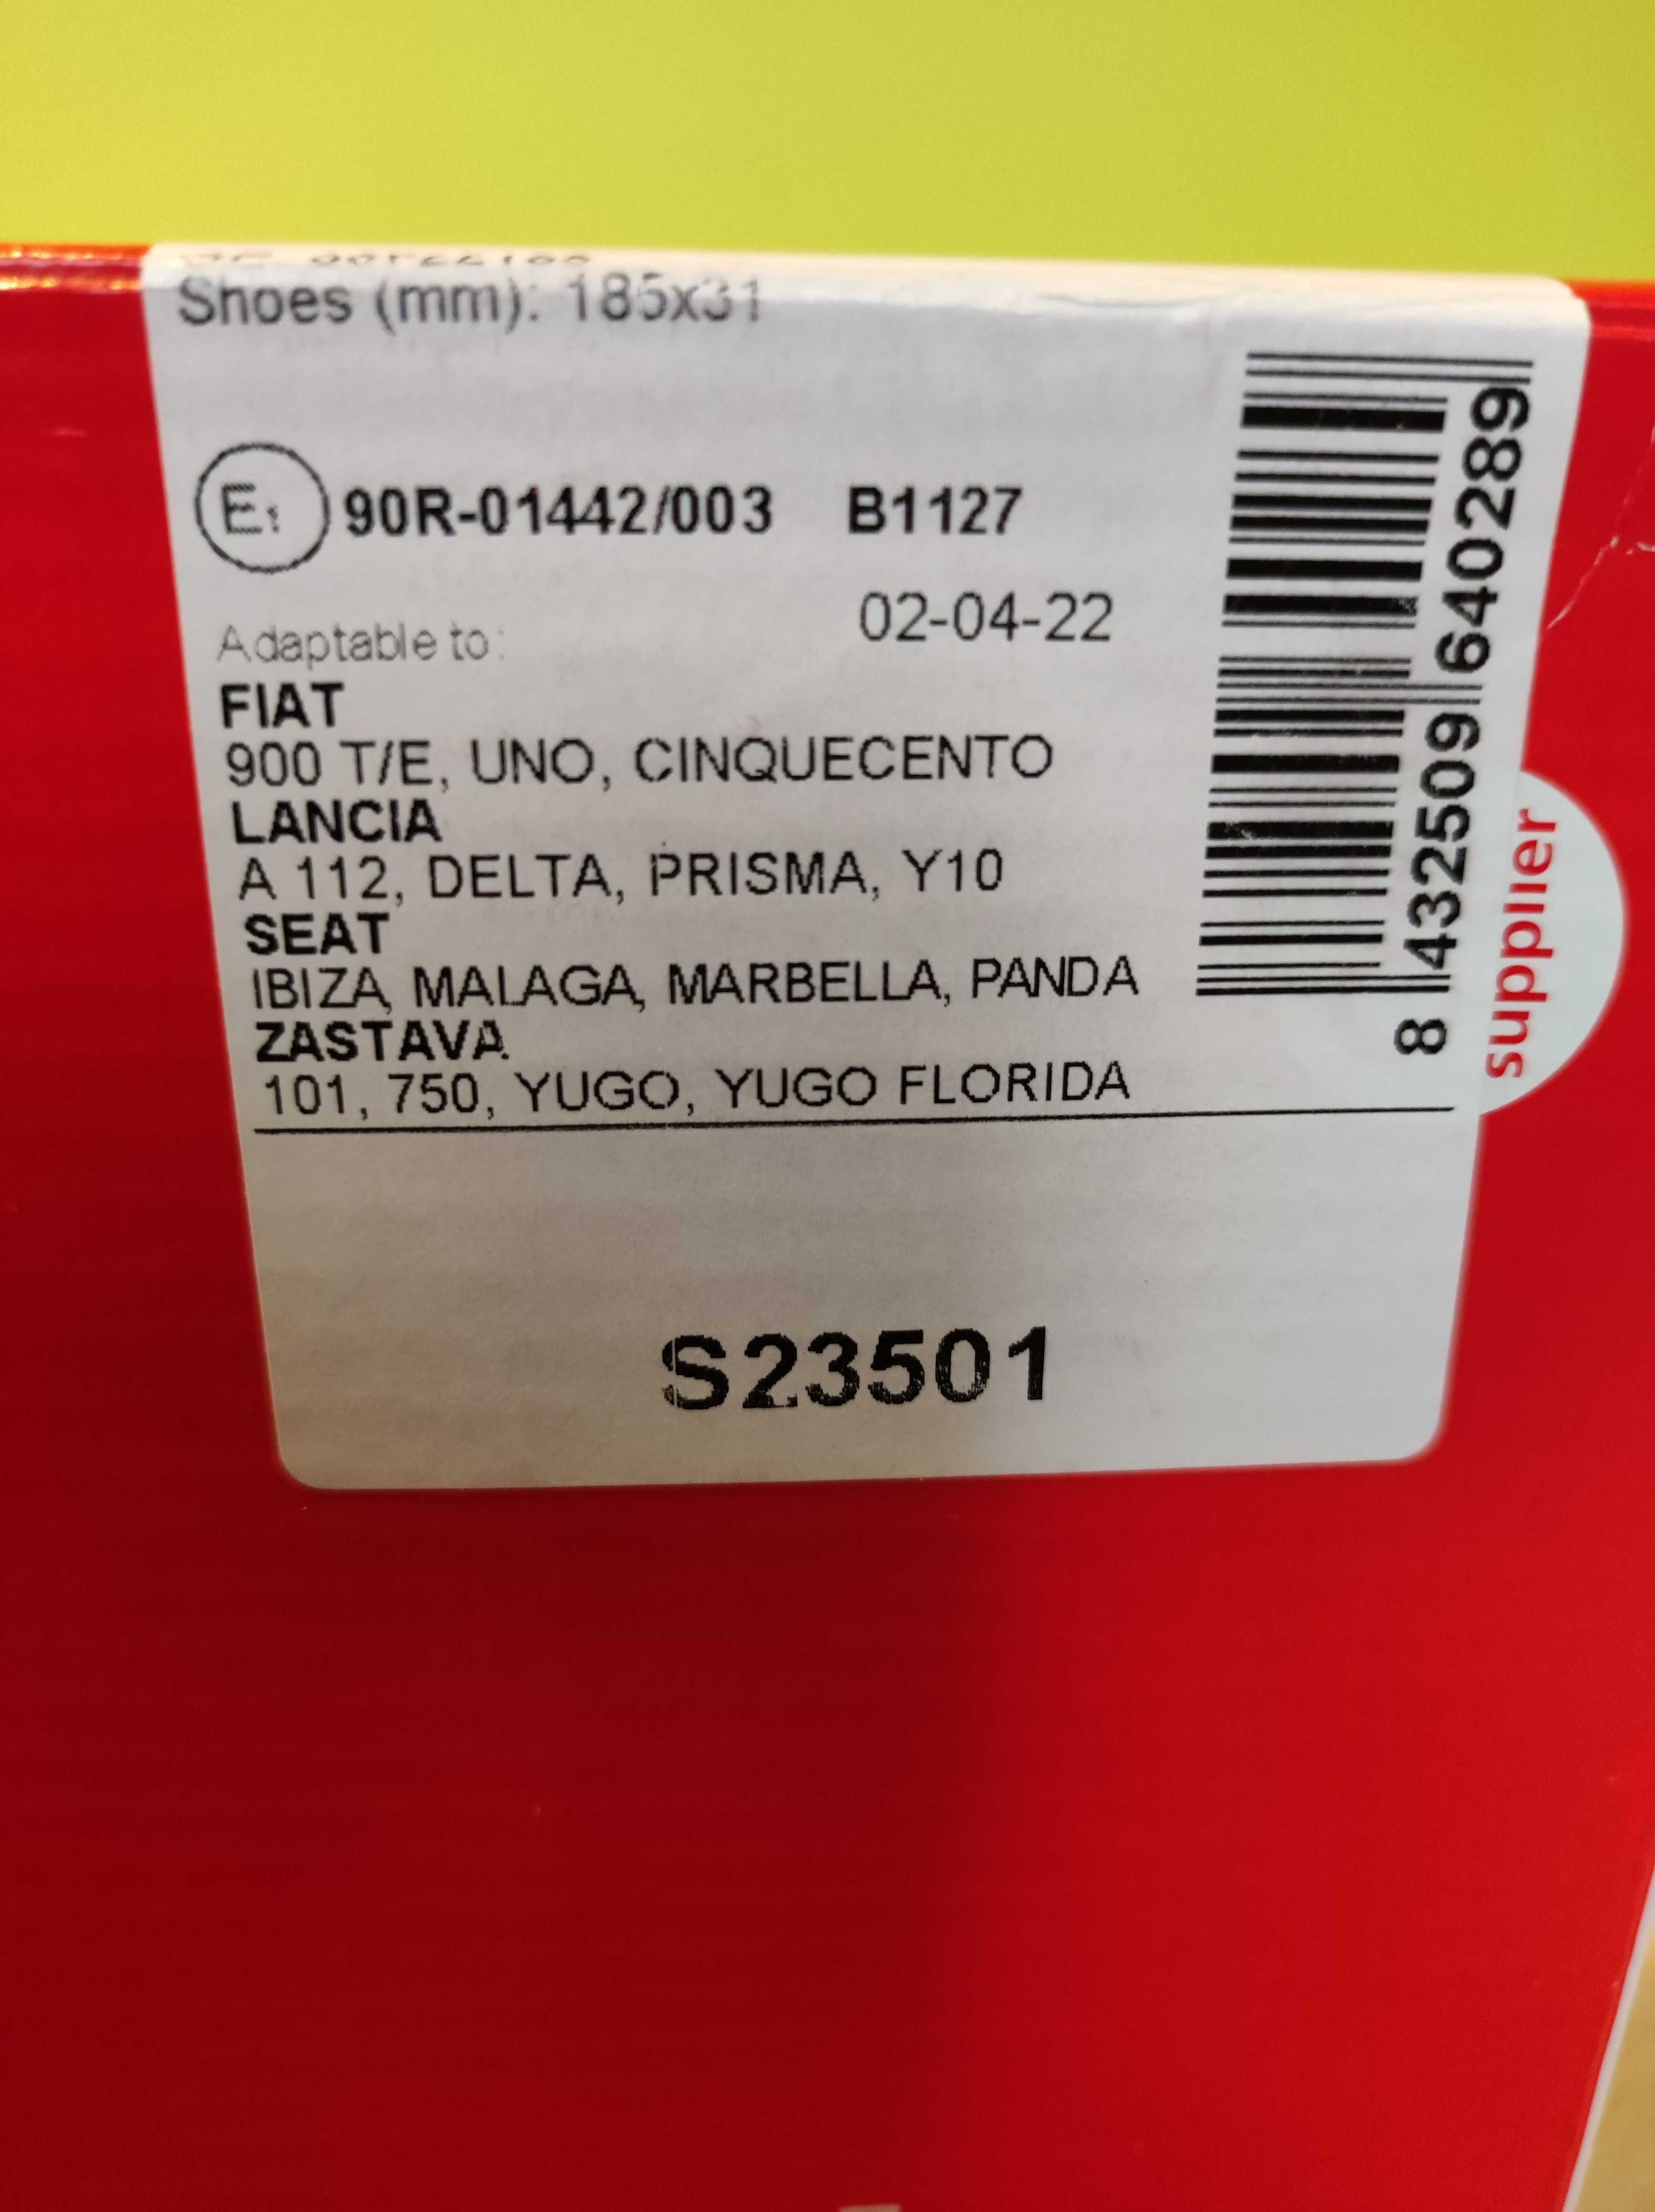 Shoes (mm): 185x31
E1 90R-01442/003 B1127
02-04-22
Adaptable to:
FIAT
900 T/E, UNO, CINQUECENTO
LANCIA
A 112, DELTA, PRISMA, Y10
SEAT
IBIZA, MALAGA, MARBELLA, PANDA
ZASTAVA
101, 750, YUGO, YUGO FLORIDA
8 432509 640289
supplier
S23501